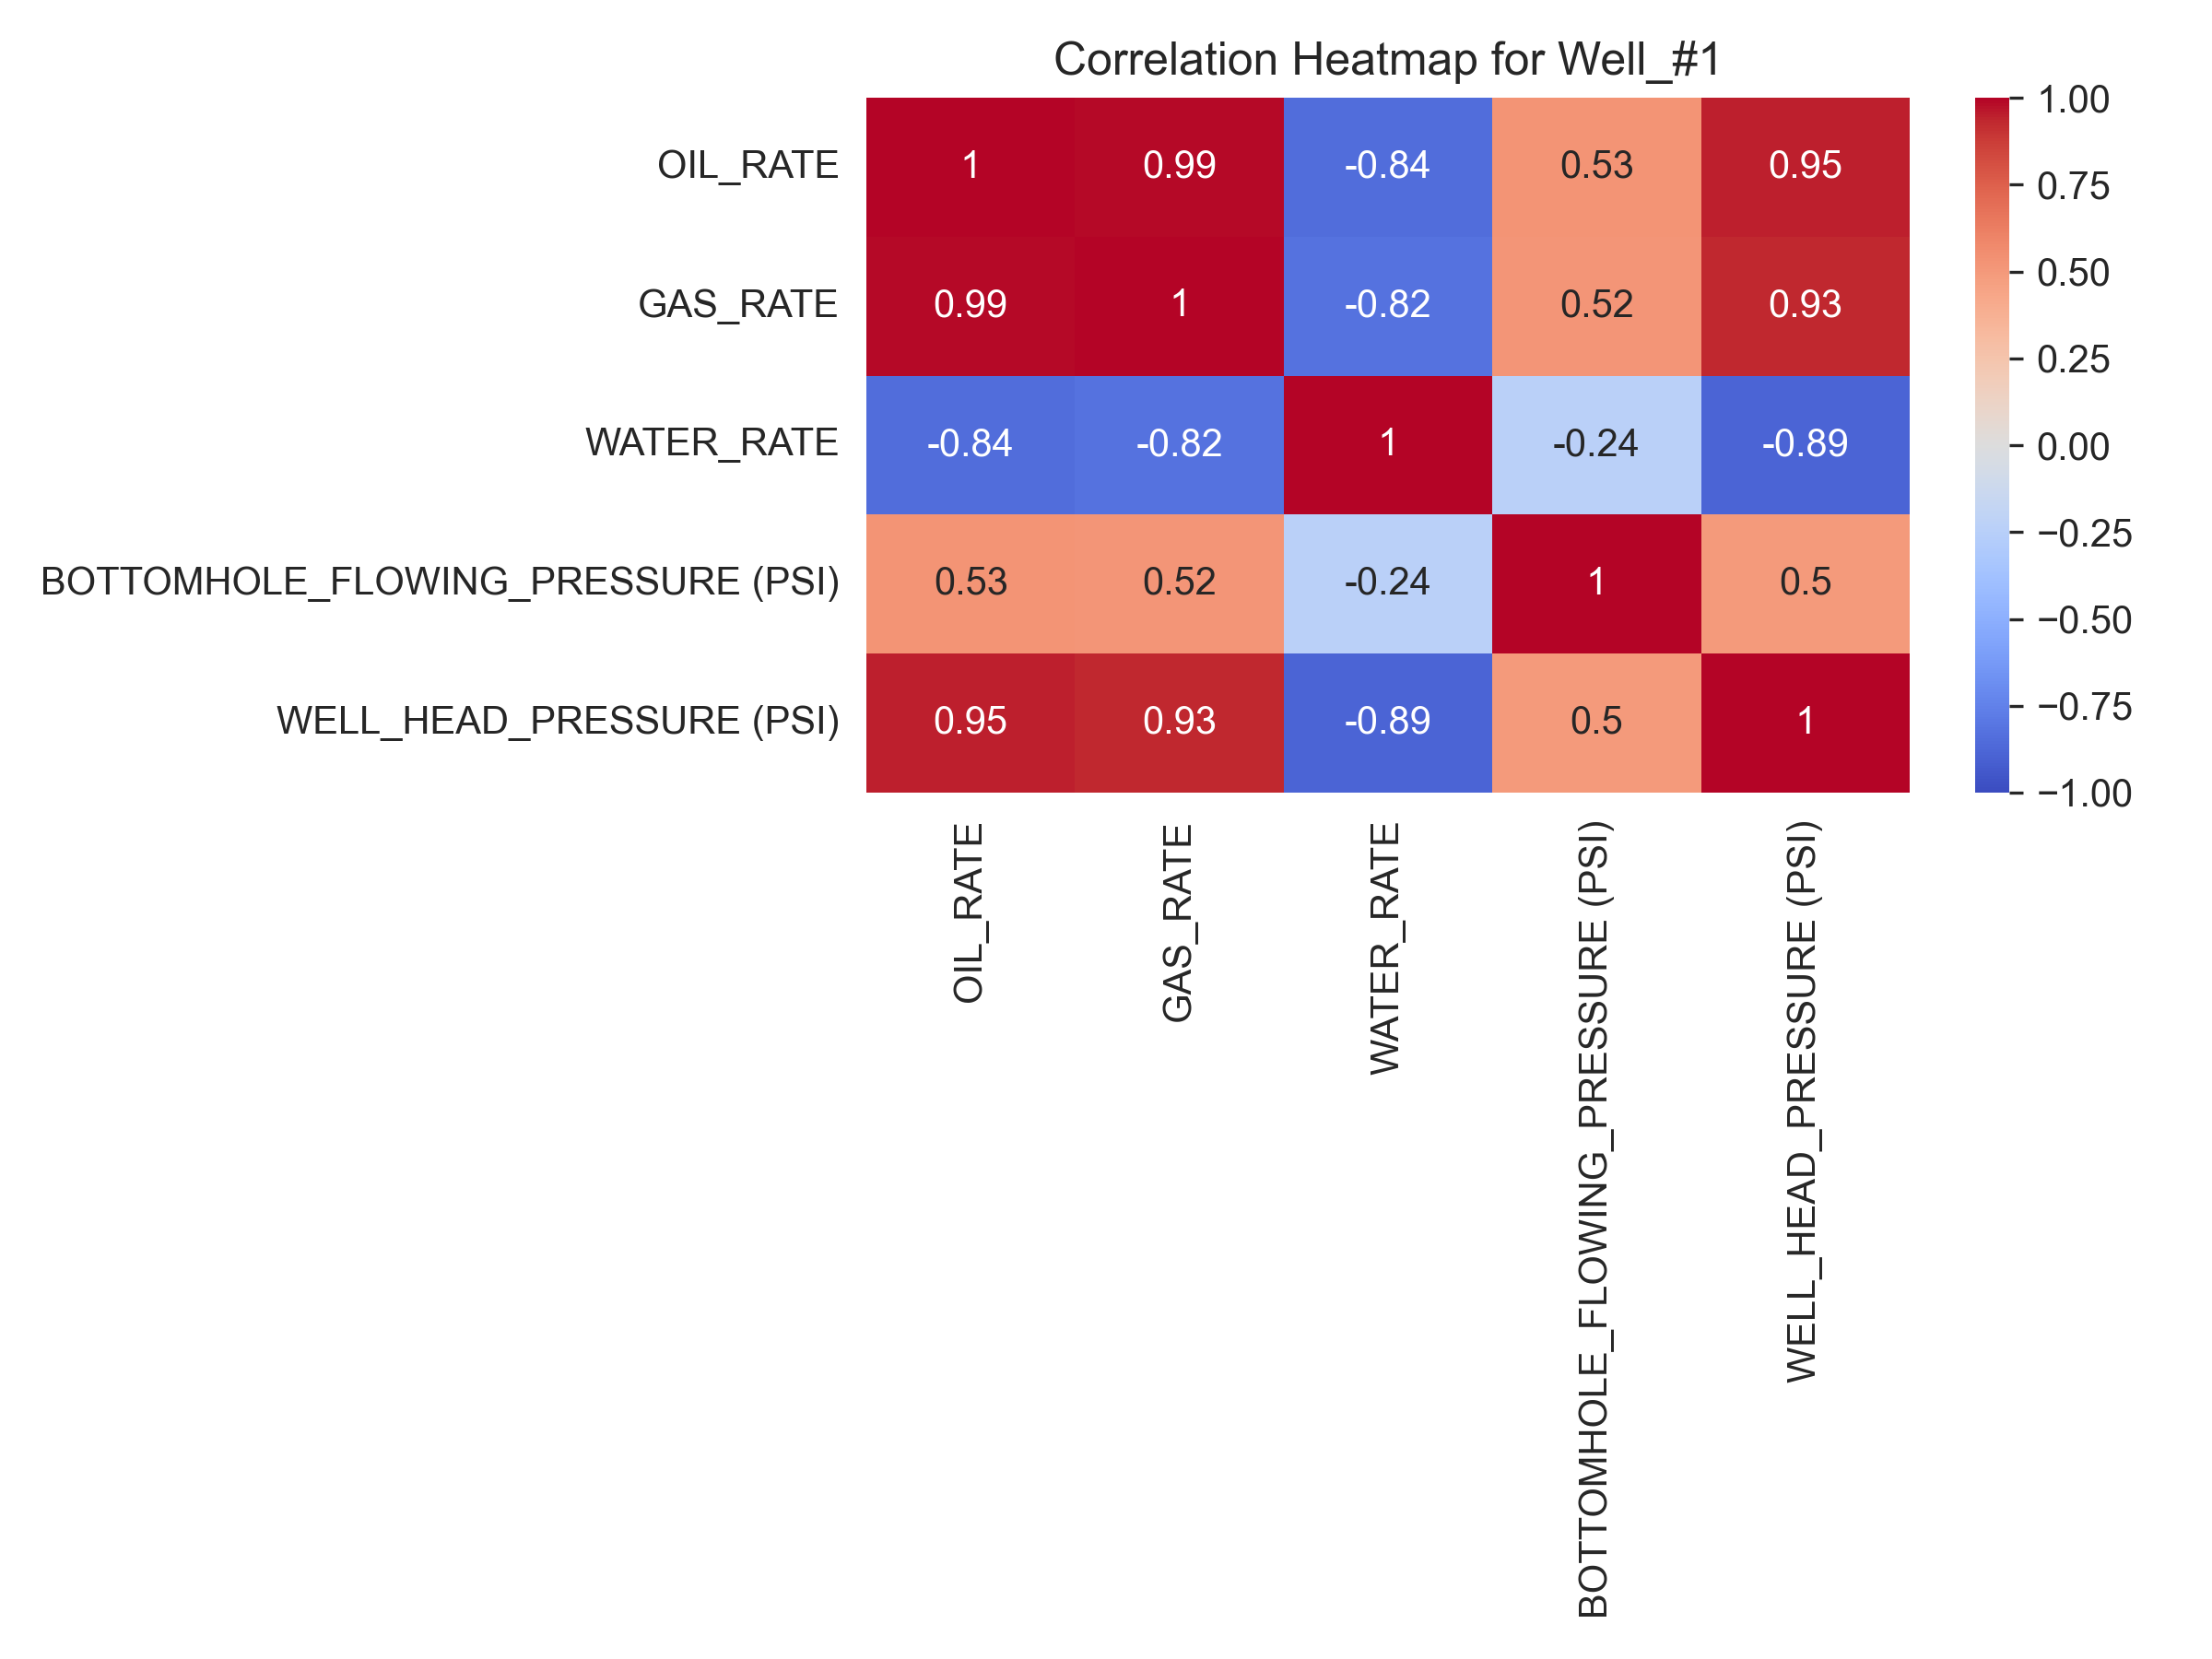 Correlation Heatmap for Well_#1
OIL_RATE 1 0.99 -0.84 0.53 0.95
GAS_RATE 0.99 1 -0.82 0.52 0.93
WATER_RATE -0.84 -0.82 1 -0.24 -0.89
BOTTOMHOLE_FLOWING_PRESSURE (PSI) 0.53 0.52 -0.24 1 0.5
WELL_HEAD_PRESSURE (PSI) 0.95 0.93 -0.89 0.5 1
OIL_RATE
GAS_RATE
WATER_RATE
BOTTOMHOLE_FLOWING_PRESSURE (PSI)
WELL_HEAD_PRESSURE (PSI)
1.00
0.75
0.50
0.25
0.00
−0.25
−0.50
−0.75
−1.00